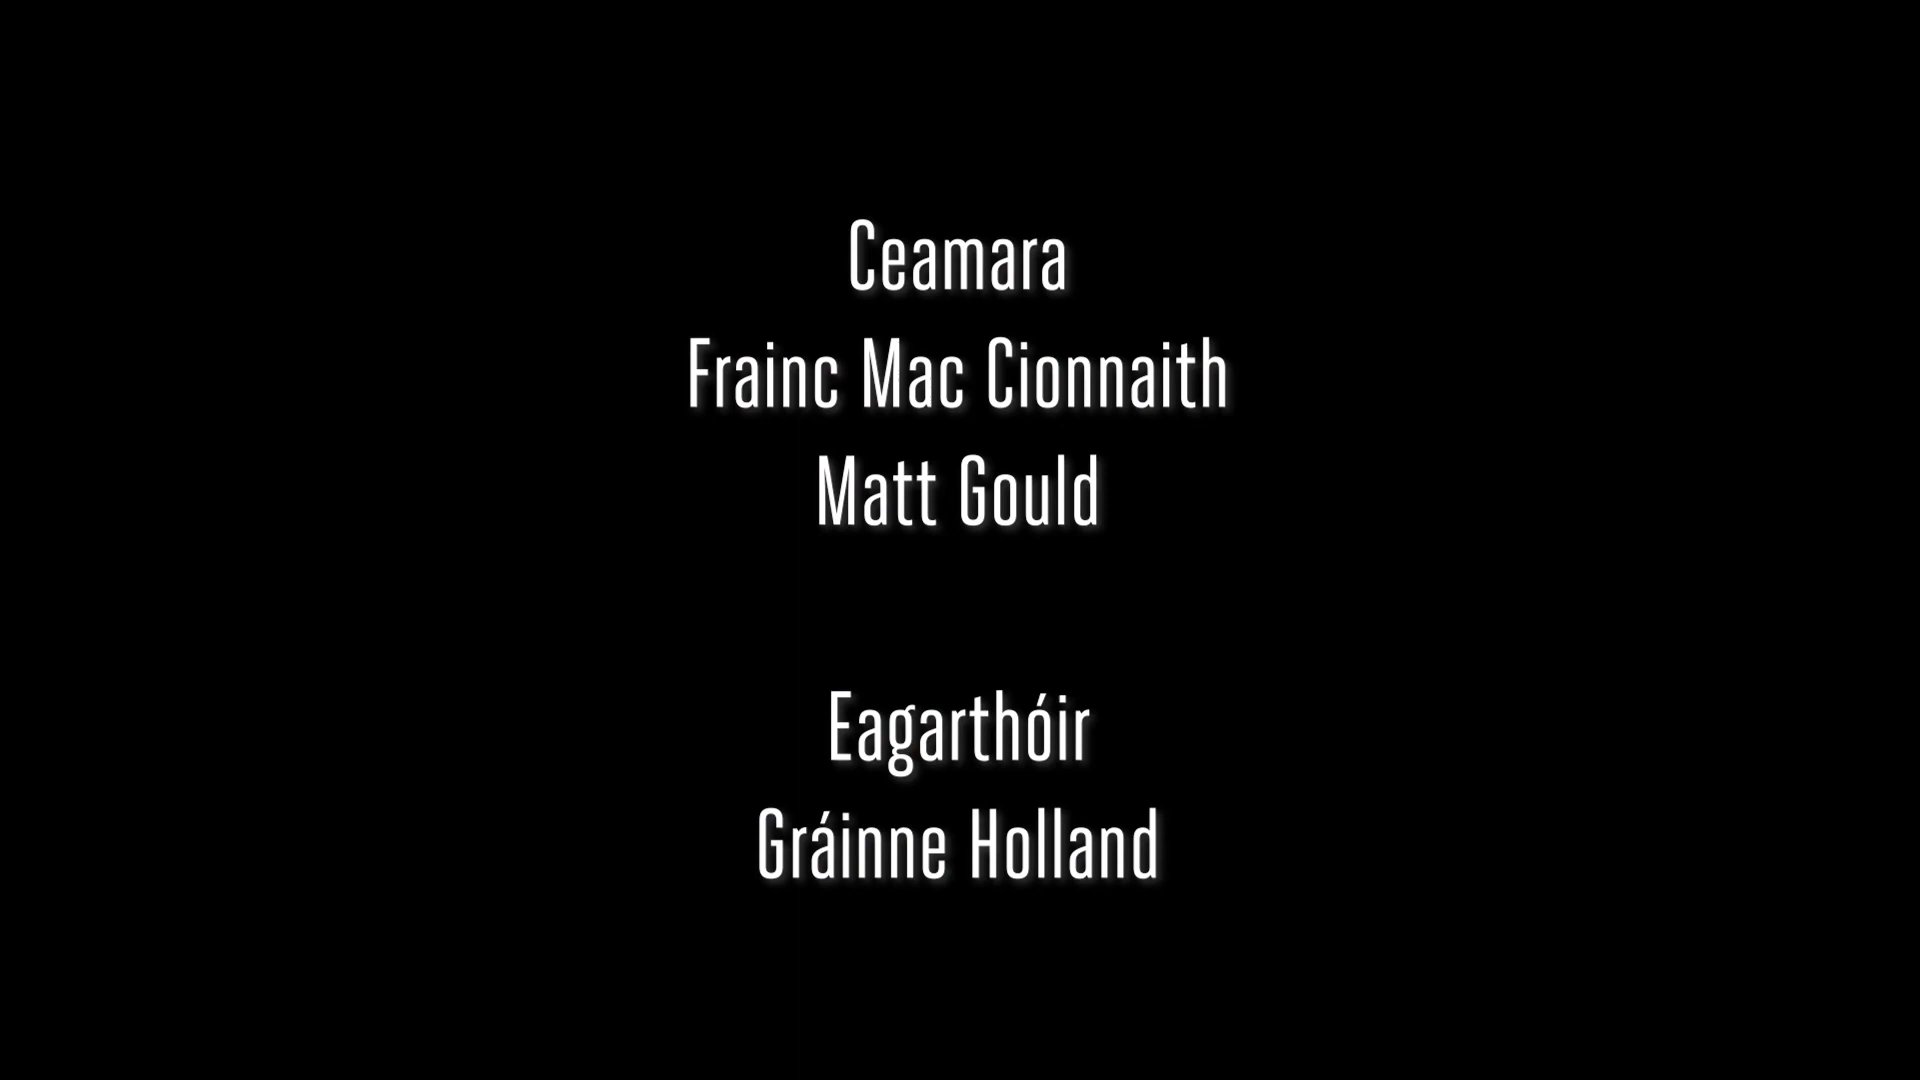 Ceamara
Frainc Mac Cionnaith
Matt Gould
Eagarthóir
Gráinne Holland